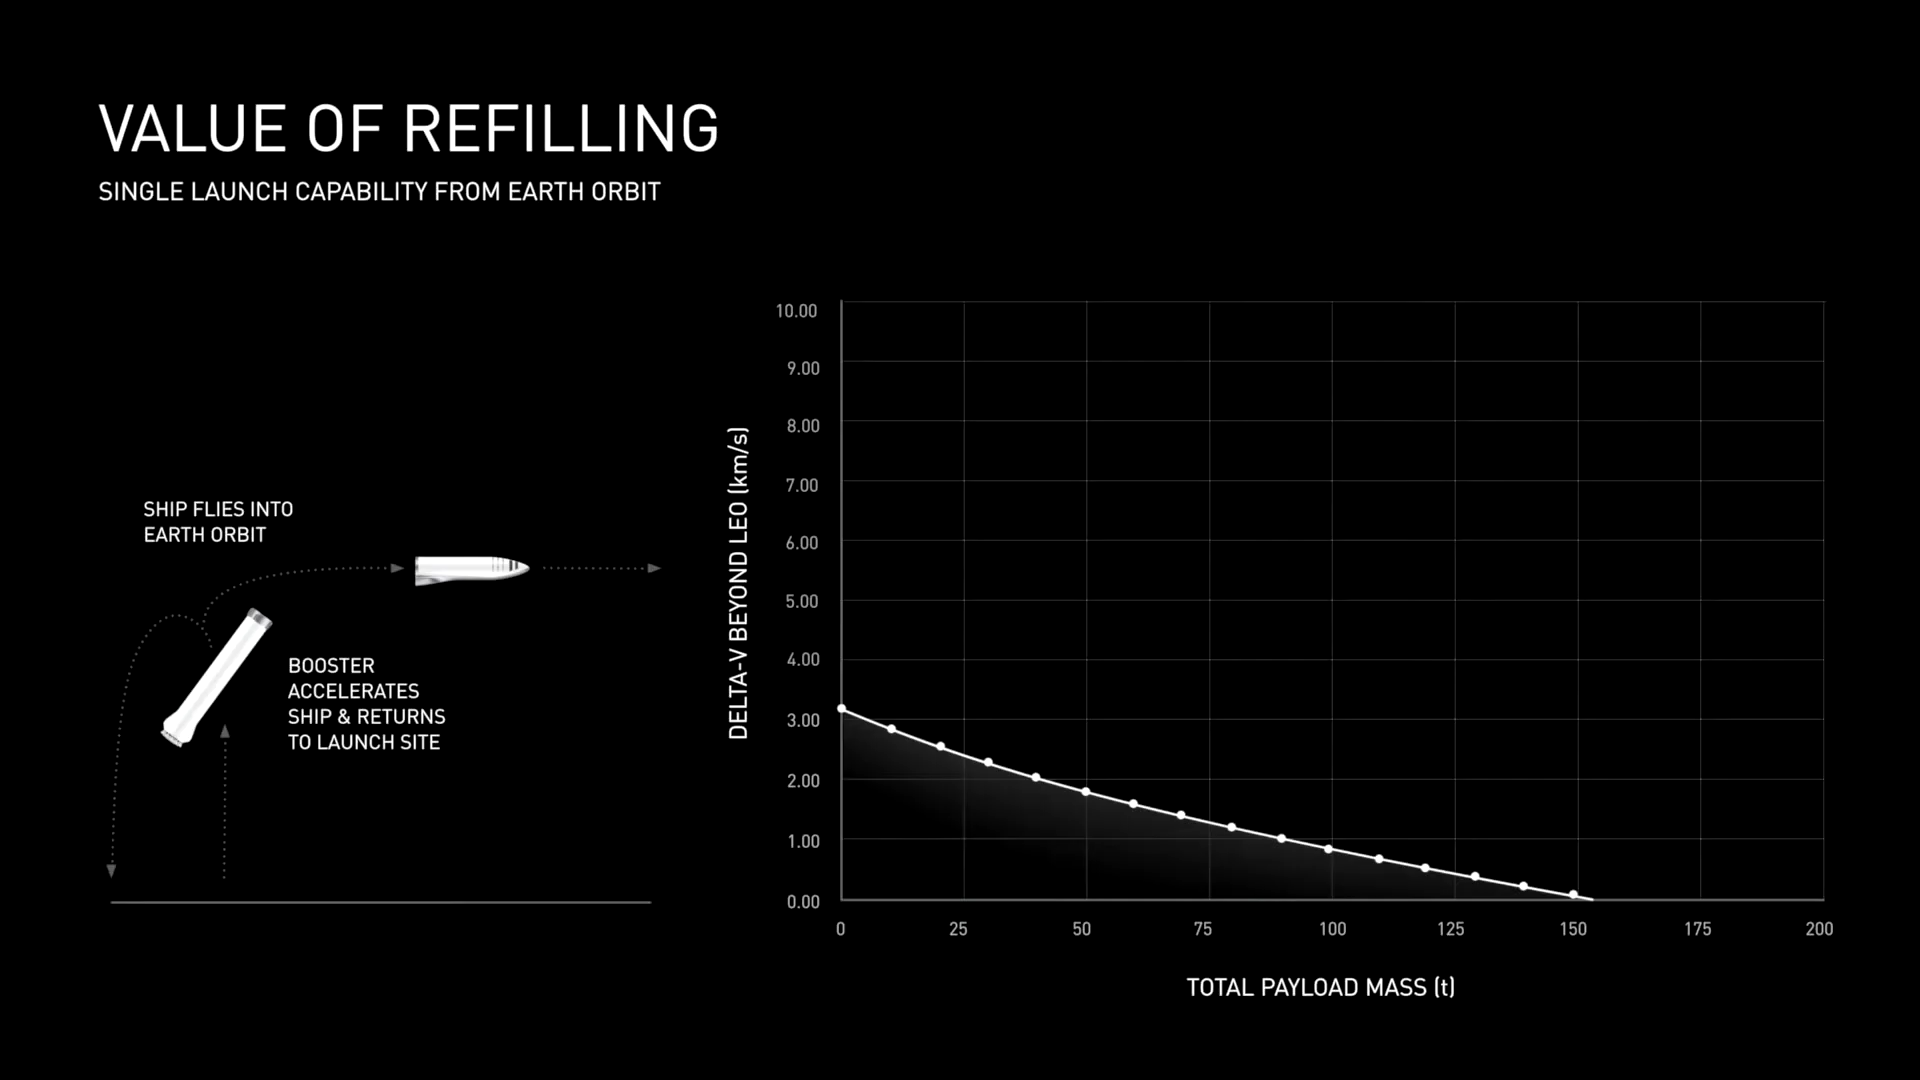 VALUE OF REFILLING
SINGLE LAUNCH CAPABILITY FROM EARTH ORBIT
SHIP FLIES INTO
EARTH ORBIT
BOOSTER
ACCELERATES
SHIP & RETURNS
TO LAUNCH SITE
DELTA-V BEYOND LEO (km/s)
10.00
9.00
8.00
7.00
6.00
5.00
4.00
3.00
2.00
1.00
0.00
0 25 50 75 100 125 150 175 200
TOTAL PAYLOAD MASS (t)